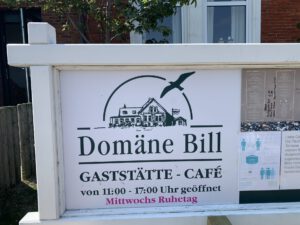 Domäne Bill
GASTSTÄTTE - CAFÉ
von 11:00 - 17:00 Uhr geöffnet
Mittwochs Ruhetag